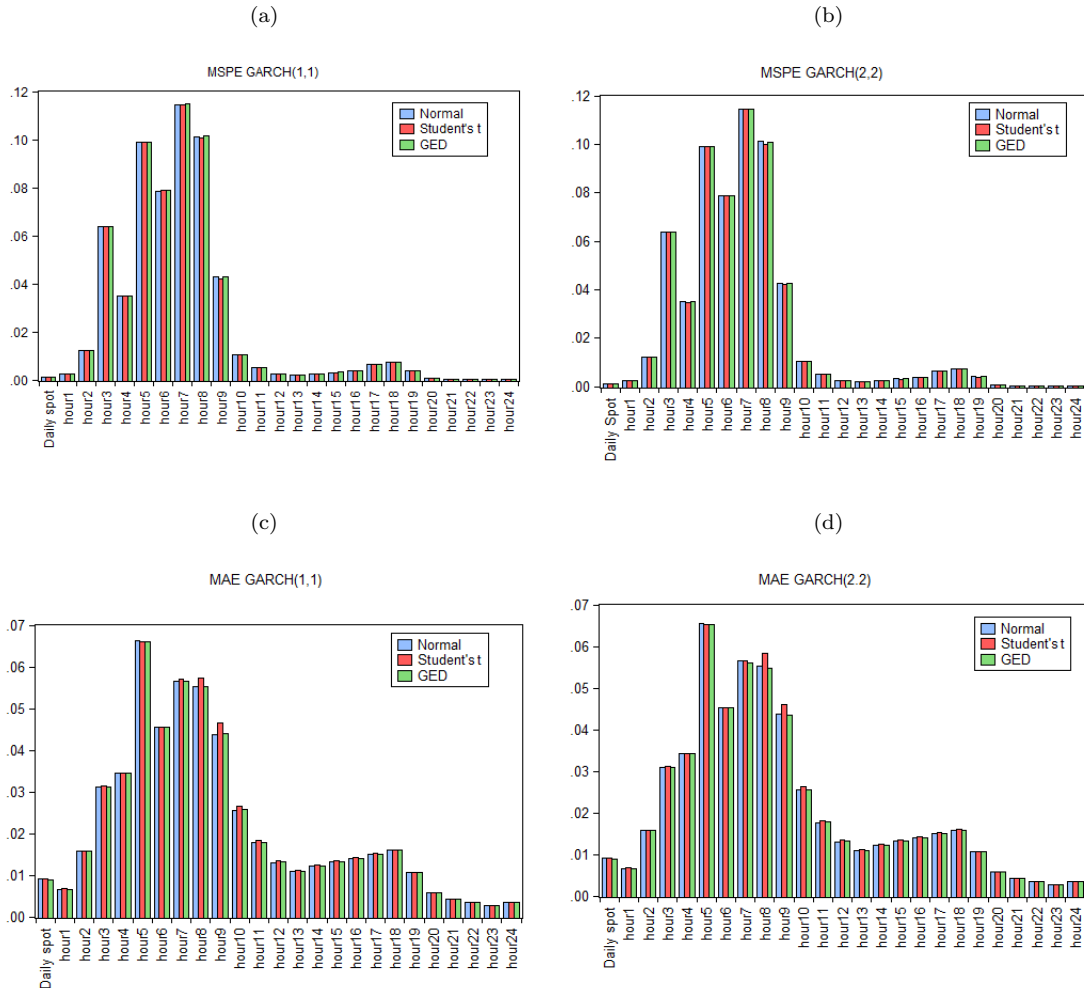 (a)
MSPE GARCH(1,1)
.12
.10
.08
.06
.04
.02
.00
Normal
Student's t
GED
Daily spot
hour1
hour2
hour3
hour4
hour5
hour6
hour7
hour8
hour9
hour10
hour11
hour12
hour13
hour14
hour15
hour16
hour17
hour18
hour19
hour20
hour21
hour22
hour23
hour24
(b)
MSPE GARCH(2,2)
.12
.10
.08
.06
.04
.02
.00
Normal
Student's t
GED
Daily Spot
hour1
hour2
hour3
hour4
hour5
hour6
hour7
hour8
hour9
hour10
hour11
hour12
hour13
hour14
hour15
hour16
hour17
hour18
hour19
hour20
hour21
hour22
hour23
hour24
(c)
MAE GARCH(1,1)
.07
.06
.05
.04
.03
.02
.01
.00
Normal
Student's t
GED
Daily spot
hour1
hour2
hour3
hour4
hour5
hour6
hour7
hour8
hour9
hour10
hour11
hour12
hour13
hour14
hour15
hour16
hour17
hour18
hour19
hour20
hour21
hour22
hour23
hour24
(d)
MAE GARCH(2.2)
.07
.06
.05
.04
.03
.02
.01
.00
Normal
Student's t
GED
Daily spot
hour1
hour2
hour3
hour4
hour5
hour6
hour7
hour8
hour9
hour10
hour11
hour12
hour13
hour14
hour15
hour16
hour17
hour18
hour19
hour20
hour21
hour22
hour23
hour24